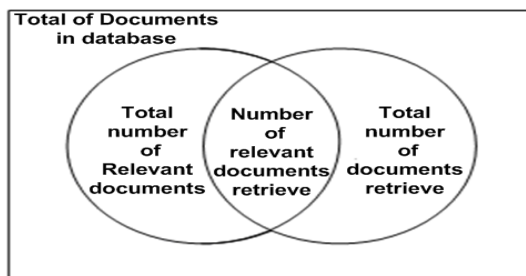 Total of Documents
in database
Total
number
of
Relevant
documents
Number
of
relevant
documents
retrieve
Total
number
of
documents
retrieve